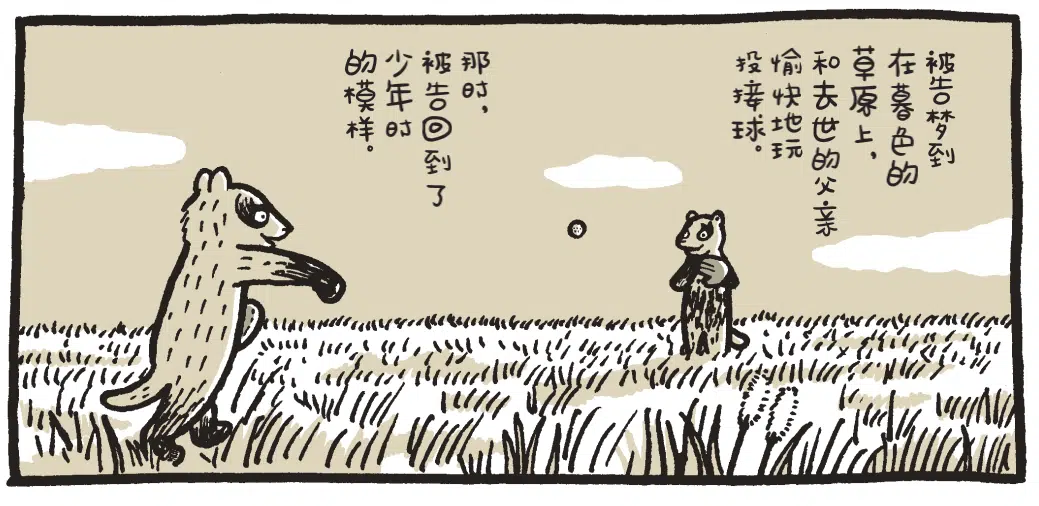 被告梦到
在暮色的
草原上，
和去世的父亲
愉快地玩
投接球。
那时，
被告回到了
少年时
的模样。